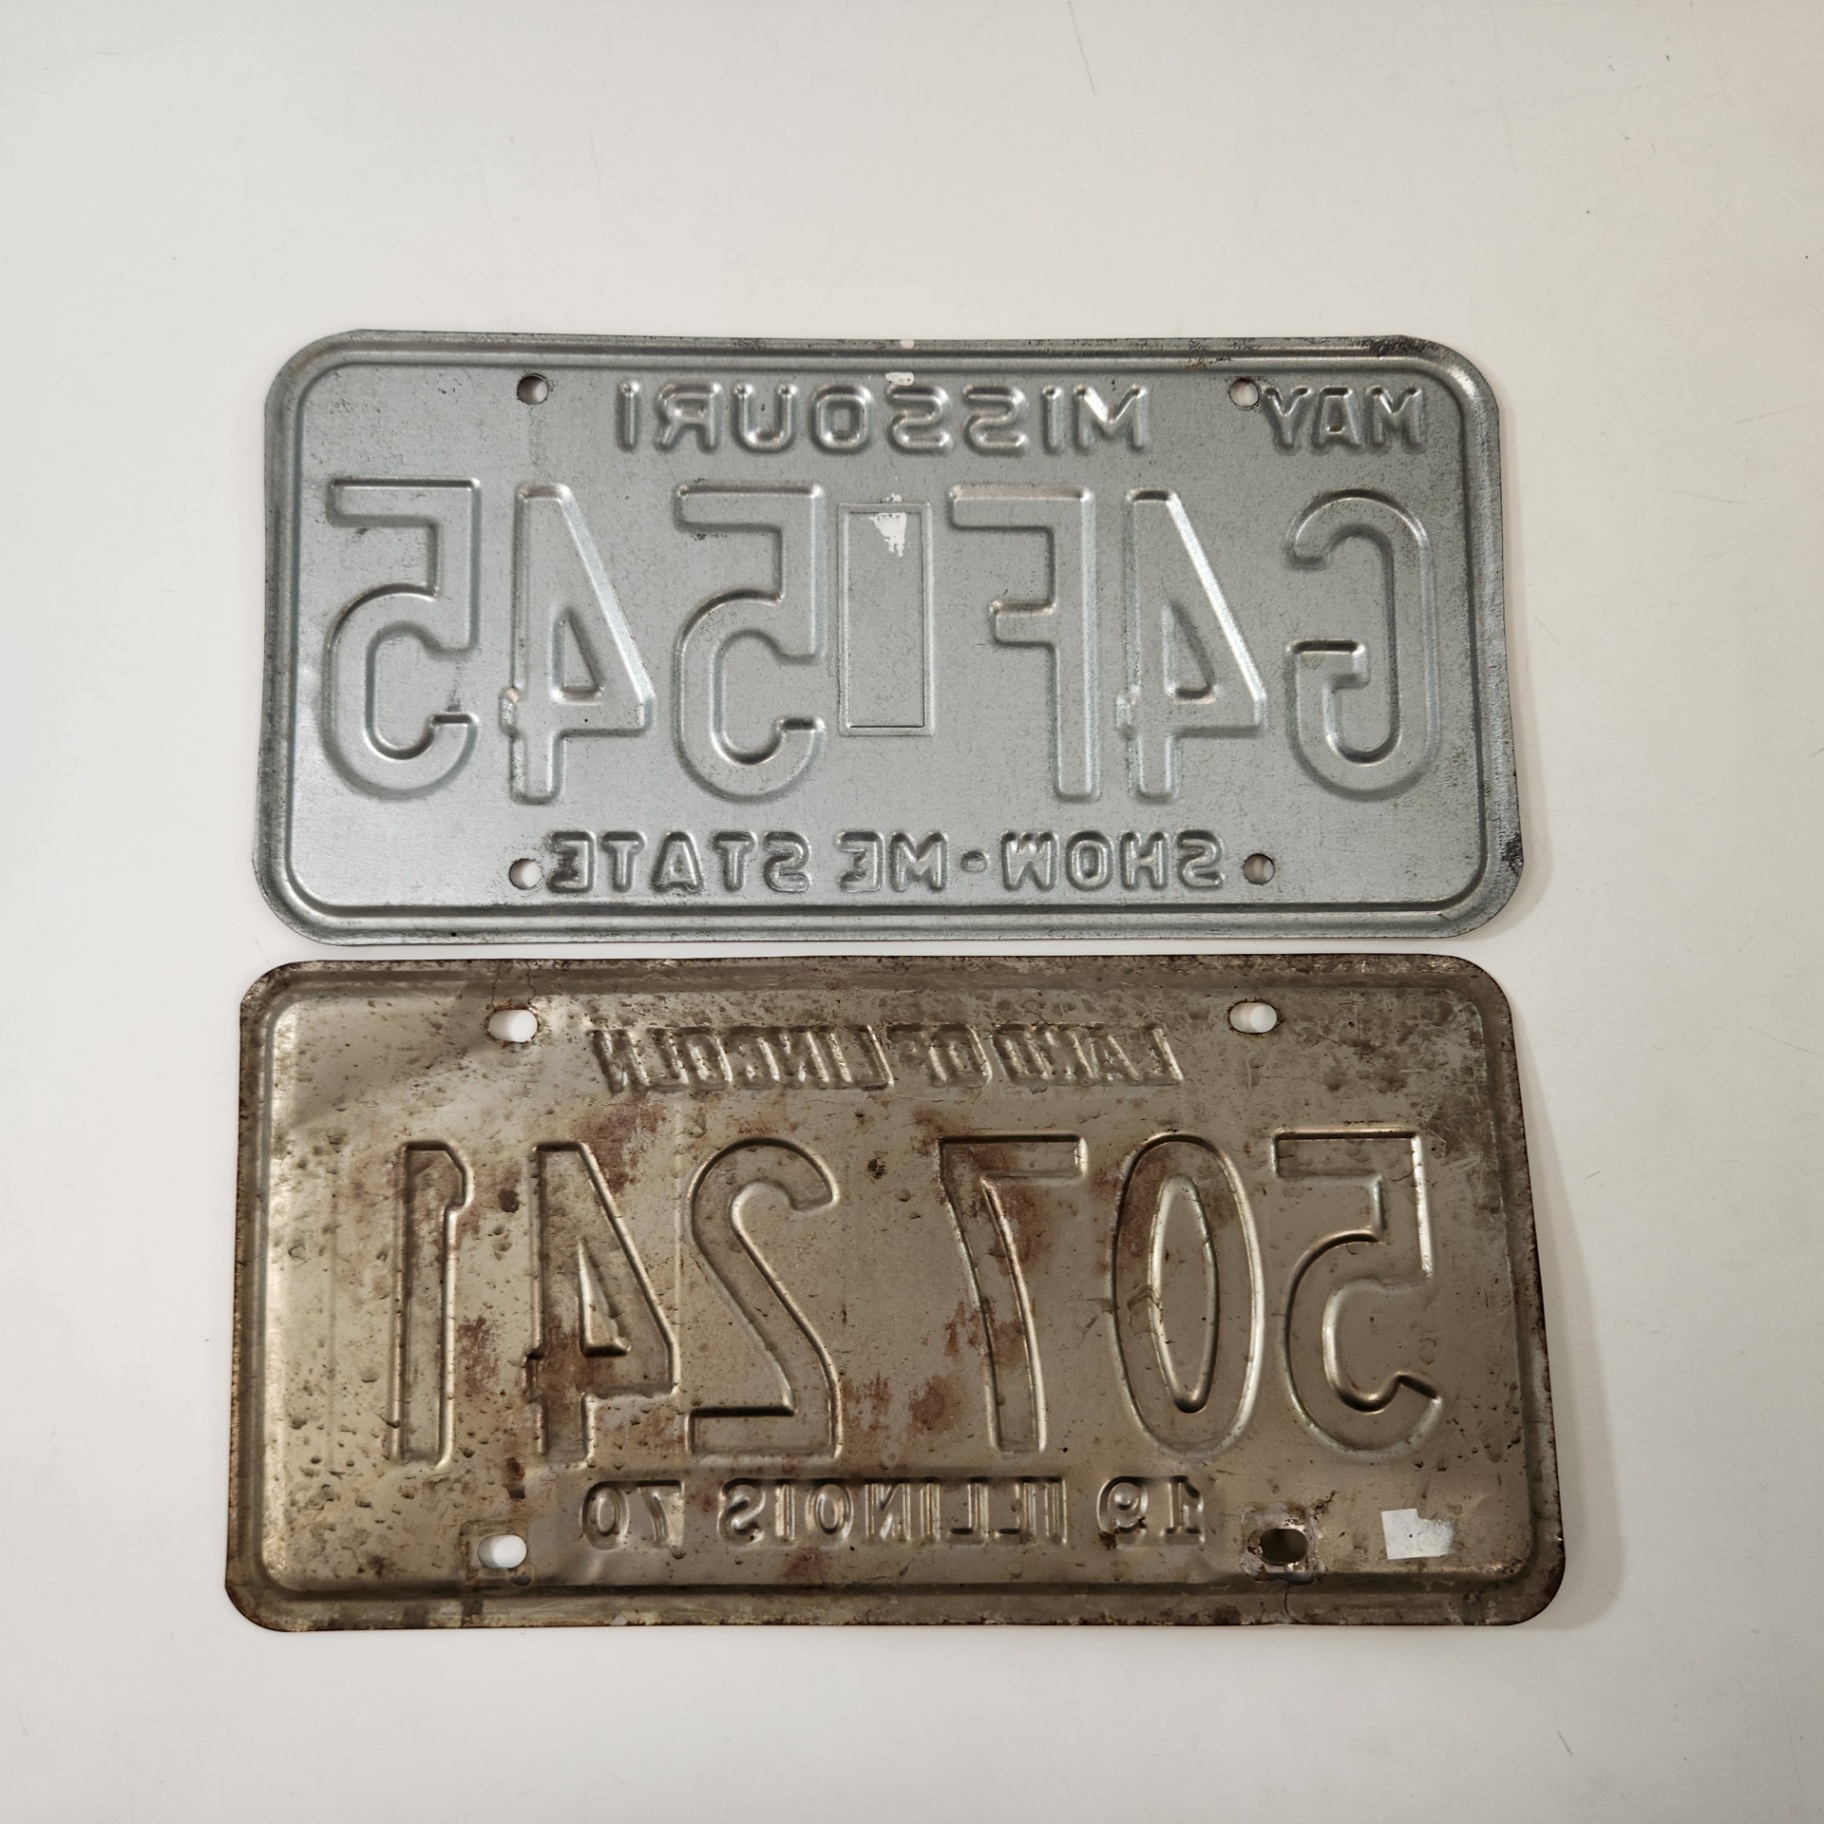 MAY MISSOURI
G4F 545
SHOW-ME STATE
LAND OF LINCOLN
507 241
19 ILLINOIS 70